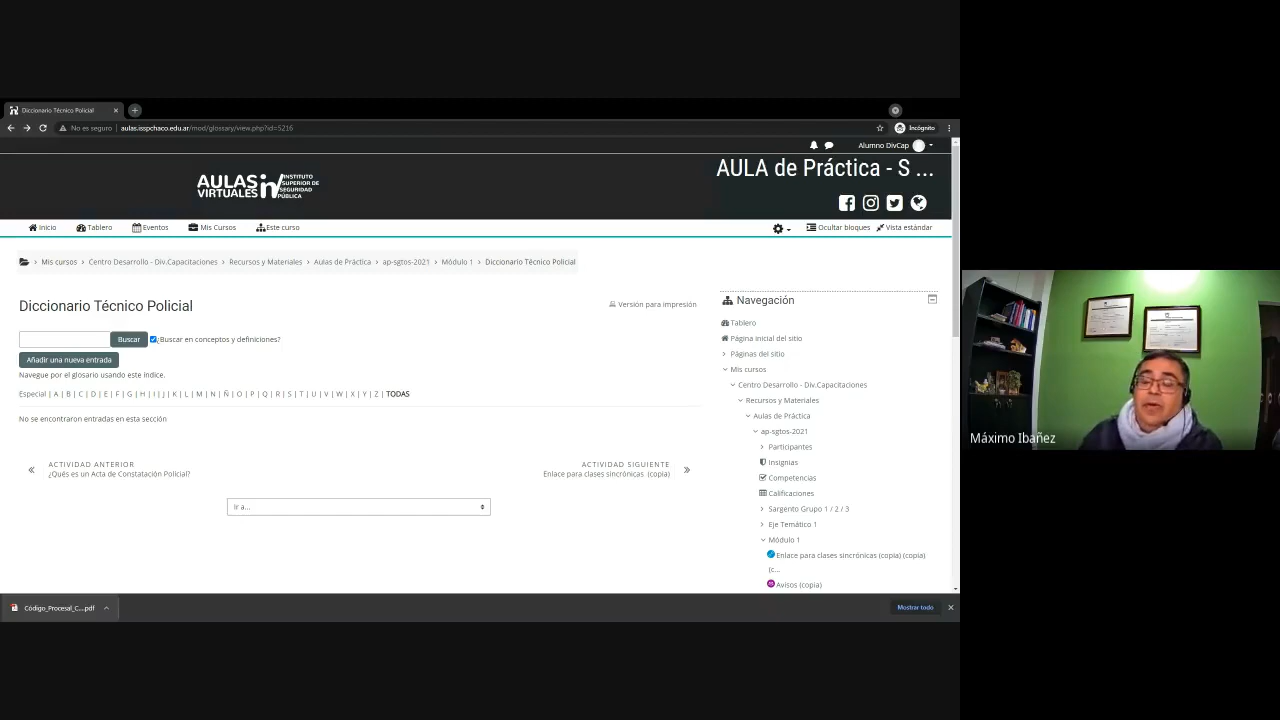 Diccionario Técnico Policial
No es seguro | aulas.isspchaco.edu.ar/mod/glossary/view.php?id=5216
Incógnito
Alumno DivCap
AULAS VIRTUALES
INSTITUTO SUPERIOR DE SEGURIDAD PÚBLICA
AULA de Práctica - S ...
Inicio
Tablero
Eventos
Mis Cursos
Este curso
Ocultar bloques
Vista estándar
Mis cursos › Centro Desarrollo - Div.Capacitaciones › Recursos y Materiales › Aulas de Práctica › ap-sgtos-2021 › Módulo 1 › Diccionario Técnico Policial
Diccionario Técnico Policial
Versión para impresión
Buscar
¿Buscar en conceptos y definiciones?
Añadir una nueva entrada
Navegue por el glosario usando este índice.
Especial | A | B | C | D | E | F | G | H | I | J | K | L | M | N | Ñ | O | P | Q | R | S | T | U | V | W | X | Y | Z | TODAS
No se encontraron entradas en esta sección
ACTIVIDAD ANTERIOR
¿Qués es un Acta de Constatación Policial?
ACTIVIDAD SIGUIENTE
Enlace para clases sincrónicas (copia)
Ir a...
Navegación
Tablero
Página inicial del sitio
Páginas del sitio
Mis cursos
Centro Desarrollo - Div.Capacitaciones
Recursos y Materiales
Aulas de Práctica
ap-sgtos-2021
Participantes
Insignias
Competencias
Calificaciones
Sargento Grupo 1 / 2 / 3
Eje Temático 1
Módulo 1
Enlace para clases sincrónicas (copia) (copia)
(c...
Avisos (copia)
Código_Procesal_C....pdf
Mostrar todo
Máximo Ibañez